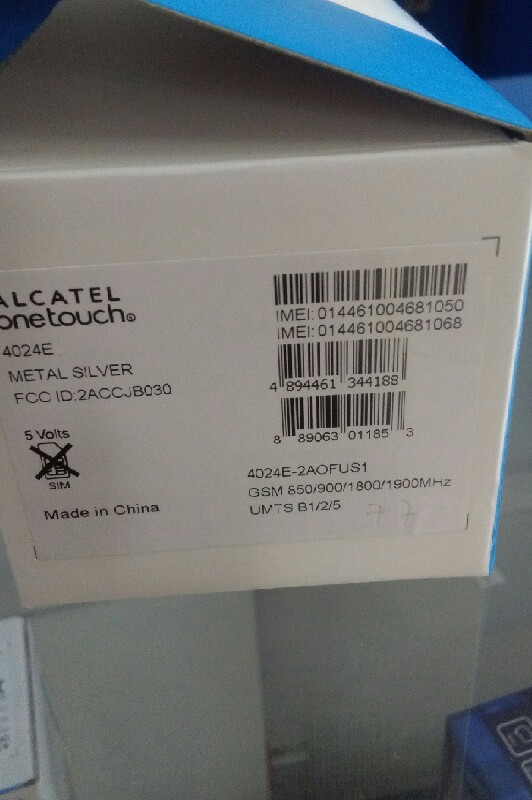 ALCATEL
onetouch®
4024E
METAL SILVER
FCC ID:2ACCJB030
5 Volts
SIM
Made in China
IMEI:014461004681050
IMEI:014461004681068
4 894461 344188
8 89063 01185 3
4024E-2AOFUS1
GSM 850/900/1800/1900MHz
UMTS B1/2/5
77